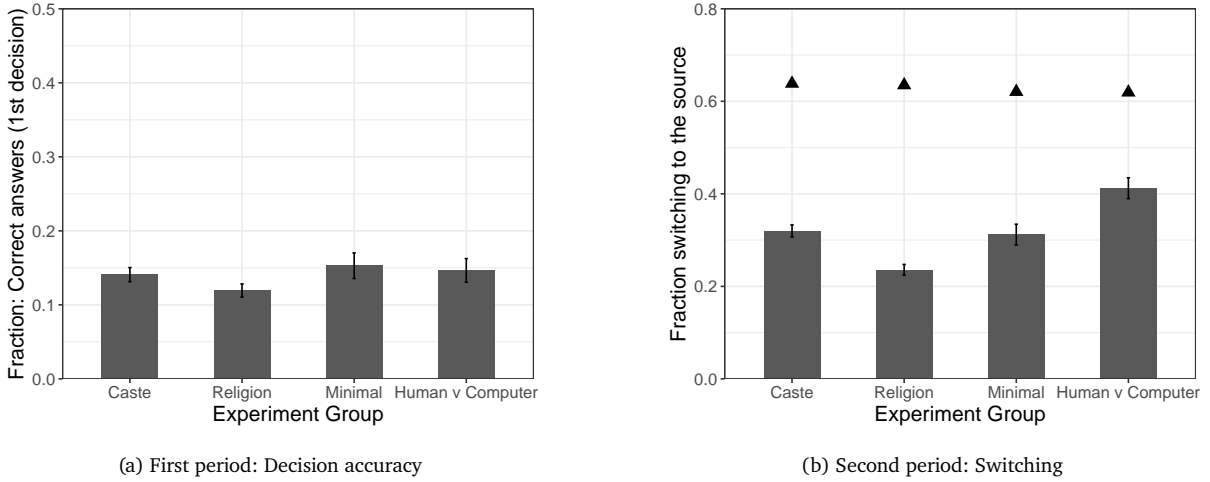 Fraction: Correct answers (1st decision)
0.5
0.4
0.3
0.2
0.1
0.0
Caste Religion Minimal Human v Computer
Experiment Group
(a) First period: Decision accuracy
Fraction switching to the source
0.8
0.6
0.4
0.2
0.0
Caste Religion Minimal Human v Computer
Experiment Group
(b) Second period: Switching